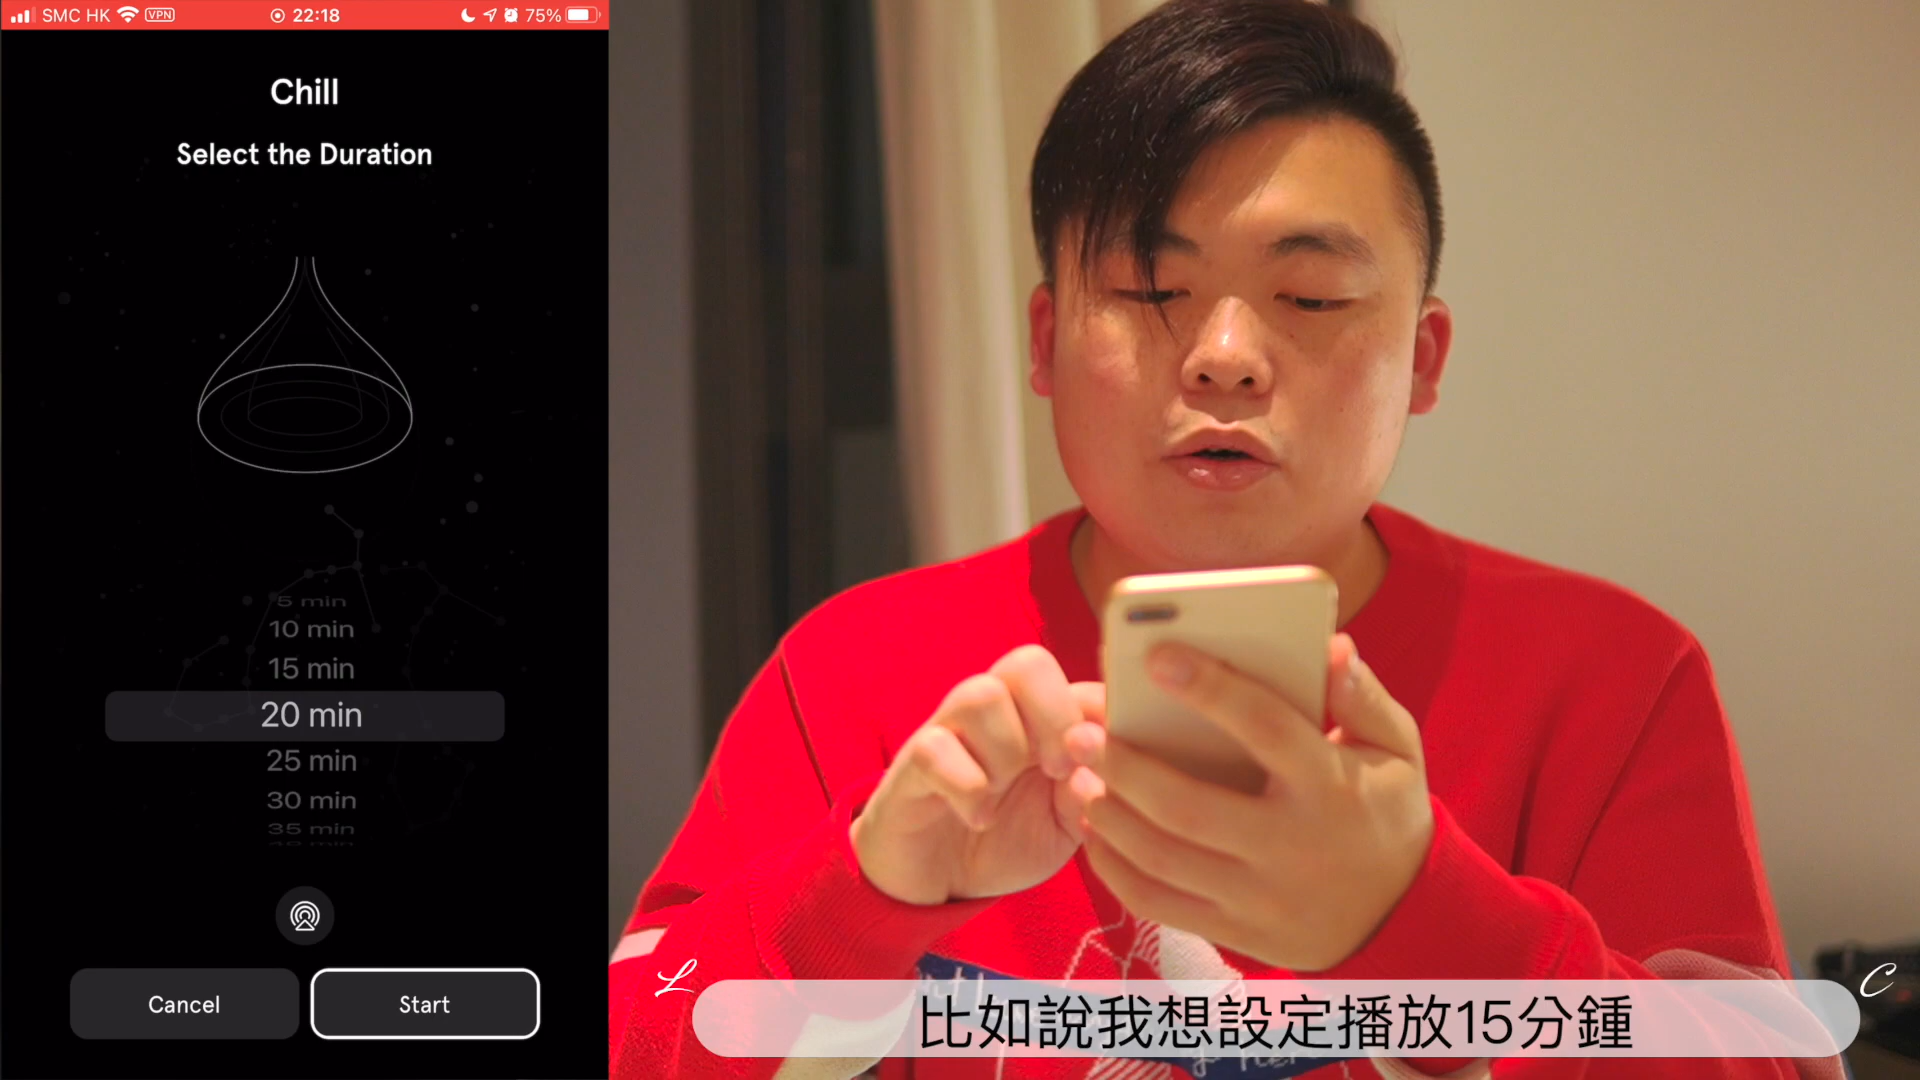 SMC HK VPN 22:18 75%
Chill
Select the Duration
5 min
10 min
15 min
20 min
25 min
30 min
35 min
Cancel
Start
L
比如說我想設定播放15分鍾
C